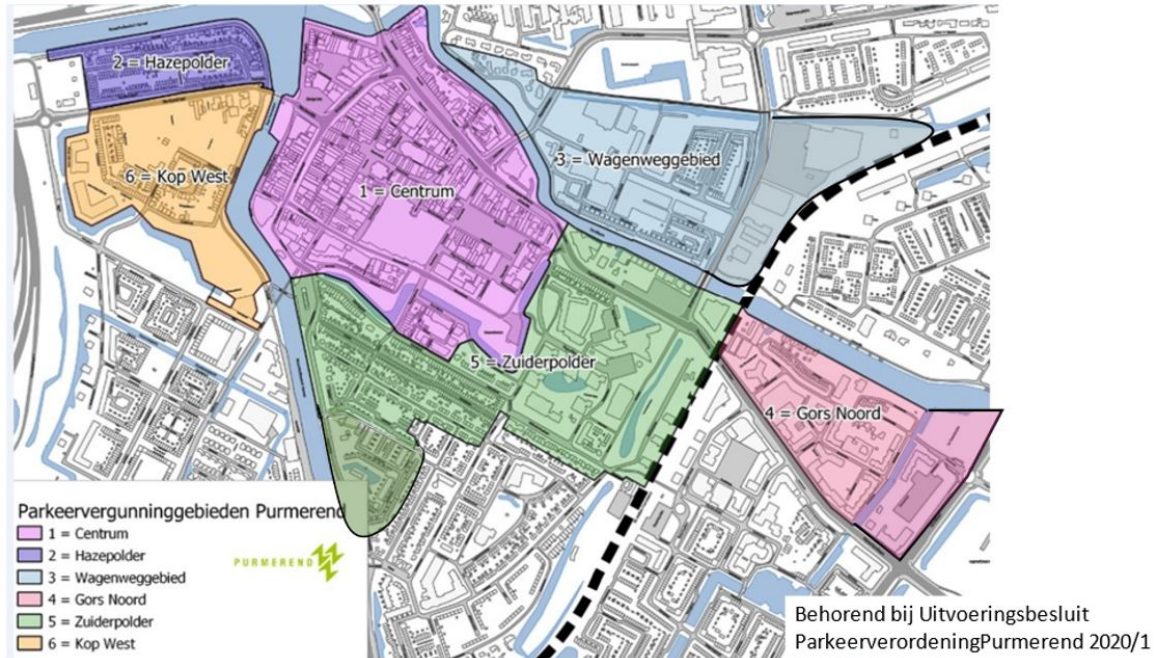 2 = Hazepolder
3 = Wagenweggebied
6 = Kop West
1 = Centrum
5 = Zuiderpolder
4 = Gors Noord
Parkeervergunninggebieden Purmerend
1 = Centrum
2 = Hazepolder
3 = Wagenweggebied
4 = Gors Noord
5 = Zuiderpolder
6 = Kop West
PURMEREND
Behorend bij Uitvoeringsbesluit
ParkeerverordeningPurmerend 2020/1